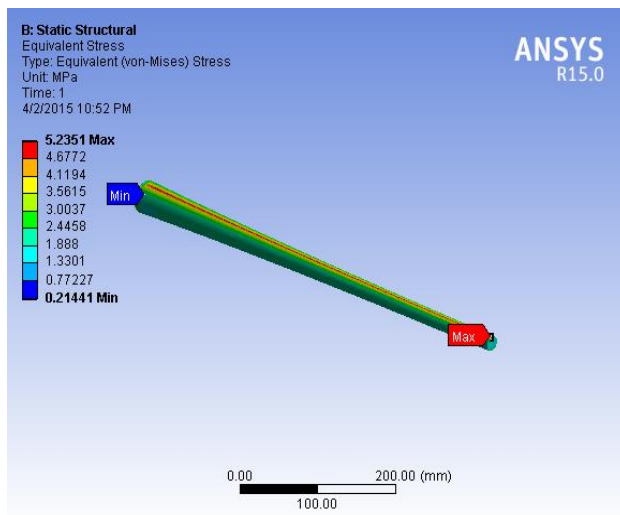 B: Static Structural
Equivalent Stress
Type: Equivalent (von-Mises) Stress
Unit: MPa
Time: 1
4/2/2015 10:52 PM
ANSYS
R15.0
5.2351 Max
4.6772
4.1194
3.5615
3.0037
2.4458
1.888
1.3301
0.77227
0.21441 Min
Min
Max
0.00 200.00 (mm)
100.00